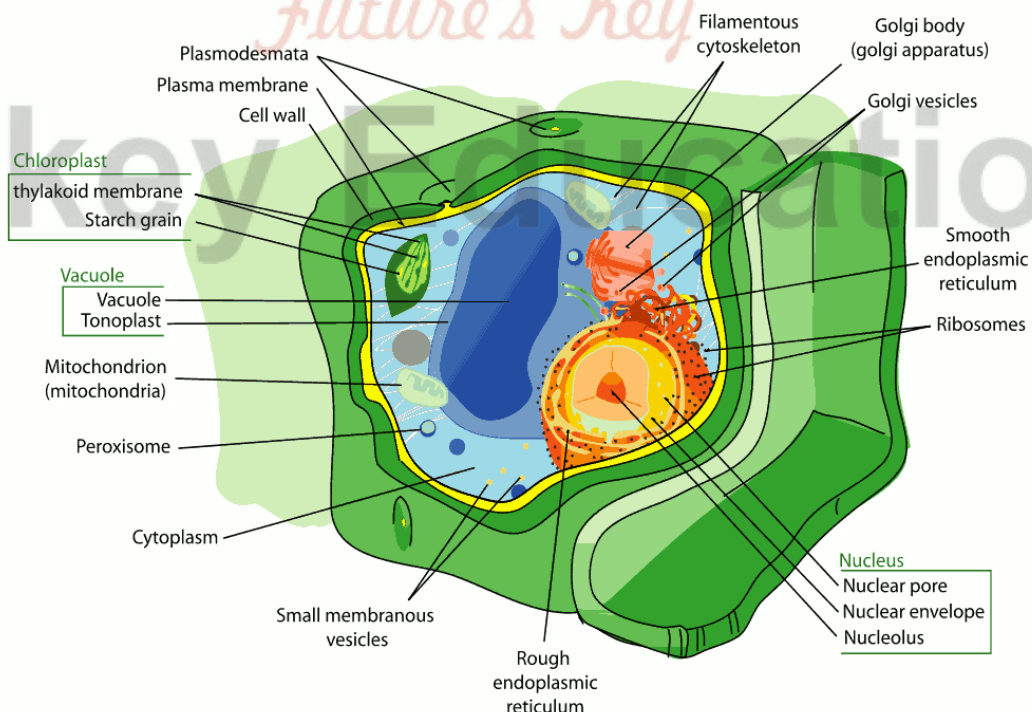 Future's Key
key Education
Filamentous
cytoskeleton
Golgi body
(golgi apparatus)
Plasmodesmata
Plasma membrane
Cell wall
Golgi vesicles
Chloroplast
thylakoid membrane
Starch grain
Smooth
endoplasmic
reticulum
Vacuole
Vacuole
Tonoplast
Ribosomes
Mitochondrion
(mitochondria)
Peroxisome
Cytoplasm
Nucleus
Nuclear pore
Nuclear envelope
Nucleolus
Small membranous
vesicles
Rough
endoplasmic
reticulum